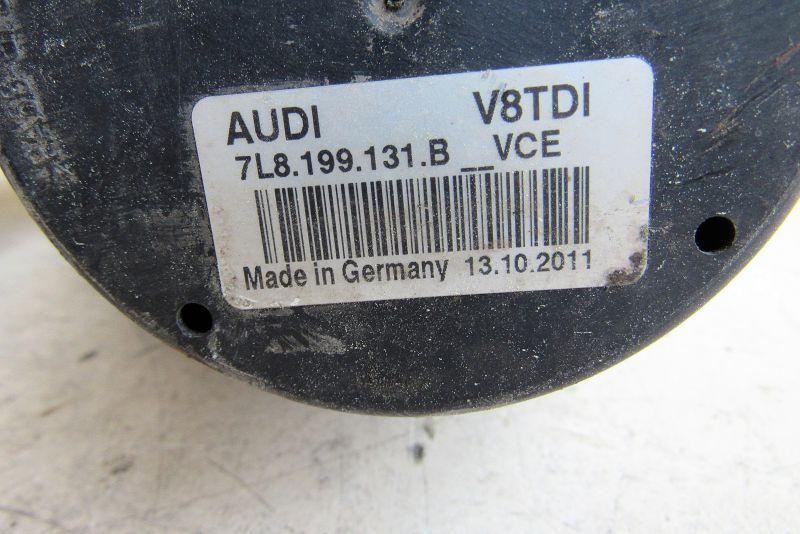 AUDI V8TDI
7L8.199.131.B __VCE
Made in Germany 13.10.2011